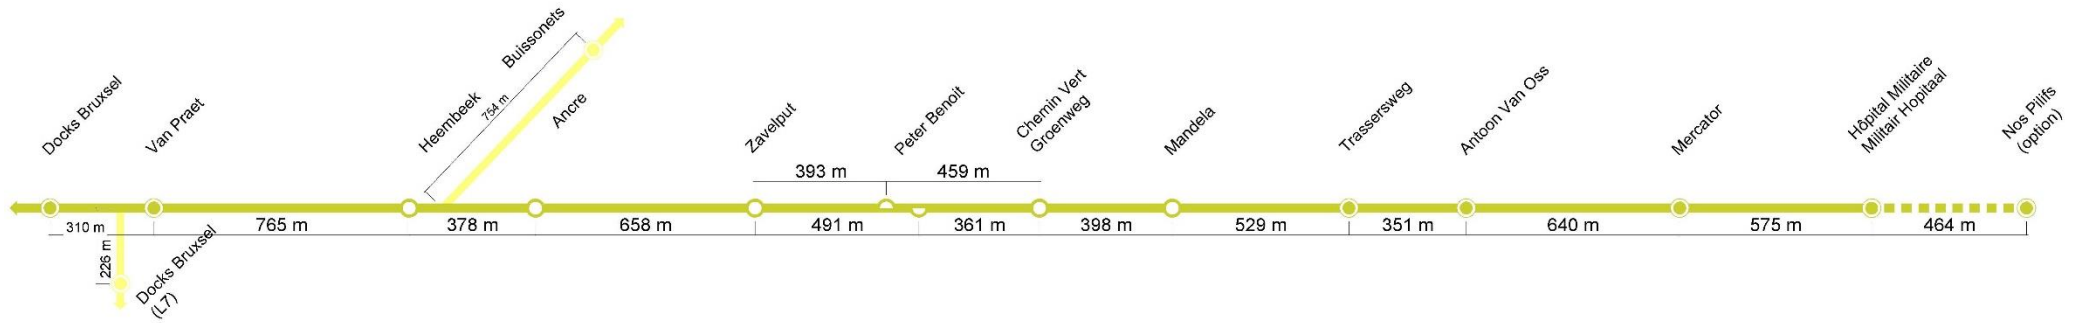 Docks Bruxsel
Van Praet
Heembeek
Buissonets
754 m
Ancre
Zavelput
Peter Benoit
Chemin Vert
Groenweg
Mandela
Trassersweg
Antoon Van Oss
Mercator
Hôpital Militaire
Militair Hopitaal
Nos Pilifs
(option)
393 m
459 m
310 m
765 m
378 m
658 m
491 m
361 m
398 m
529 m
351 m
640 m
575 m
464 m
226 m
Docks Bruxsel
(L7)